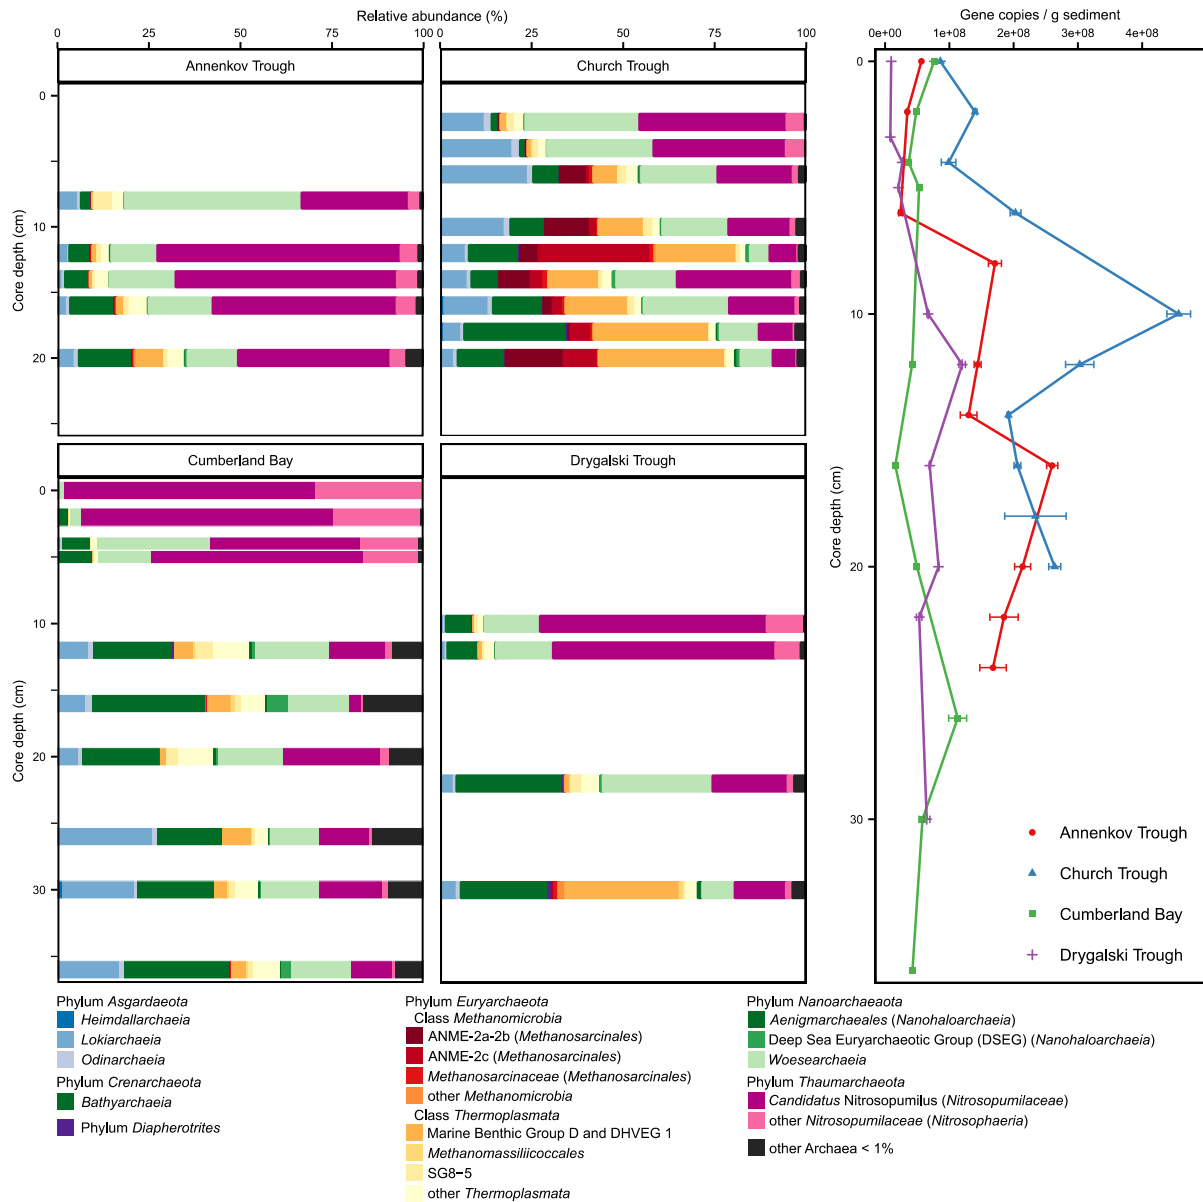 Relative abundance (%)
0 25 50 75 100 0 25 50 75 100
Annenkov Trough
Church Trough
Core depth (cm)
0
10
20
Cumberland Bay
Drygalski Trough
Core depth (cm)
0
10
20
30
Gene copies / g sediment
0e+00 1e+08 2e+08 3e+08 4e+08
Core depth (cm)
0
10
20
30
Annenkov Trough
Church Trough
Cumberland Bay
Drygalski Trough
Phylum Asgardaeota
Heimdallarchaeia
Lokiarchaeia
Odinarchaeia
Phylum Crenarchaeota
Bathyarchaeia
Phylum Diapherotrites
Phylum Euryarchaeota
Class Methanomicrobia
ANME-2a-2b (Methanosarcinales)
ANME-2c (Methanosarcinales)
Methanosarcinaceae (Methanosarcinales)
other Methanomicrobia
Class Thermoplasmata
Marine Benthic Group D and DHVEG 1
Methanomassiliicoccales
SG8−5
other Thermoplasmata
Phylum Nanoarchaeaota
Aenigmarchaeales (Nanohaloarchaeia)
Deep Sea Euryarchaeotic Group (DSEG) (Nanohaloarchaeia)
Woesearchaeia
Phylum Thaumarchaeota
Candidatus Nitrosopumilus (Nitrosopumilaceae)
other Nitrosopumilaceae (Nitrosophaeria)
other Archaea < 1%